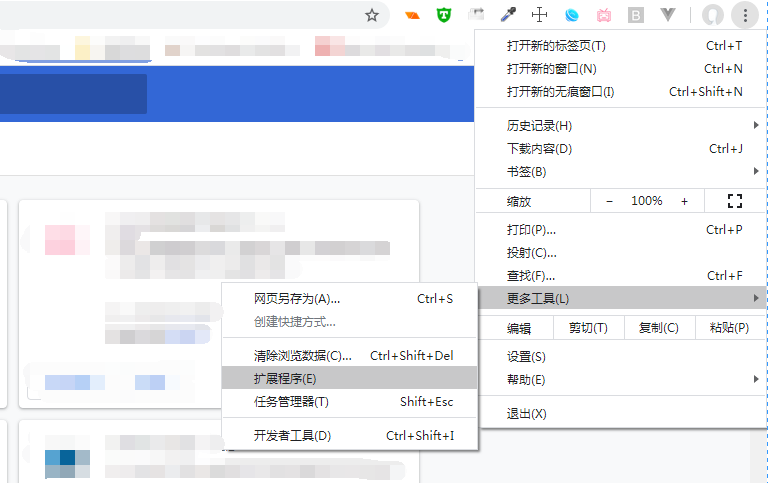 打开新的标签页(T) Ctrl+T
打开新的窗口(N) Ctrl+N
打开新的无痕窗口(I) Ctrl+Shift+N
历史记录(H)
下载内容(D) Ctrl+J
书签(B)
缩放 − 100% +
打印(P)... Ctrl+P
投射(C)...
查找(F)... Ctrl+F
更多工具(L)
编辑 剪切(T) 复制(C) 粘贴(P)
设置(S)
帮助(E)
退出(X)
网页另存为(A)... Ctrl+S
创建快捷方式...
清除浏览数据(C)... Ctrl+Shift+Del
扩展程序(E)
任务管理器(T) Shift+Esc
开发者工具(D) Ctrl+Shift+I